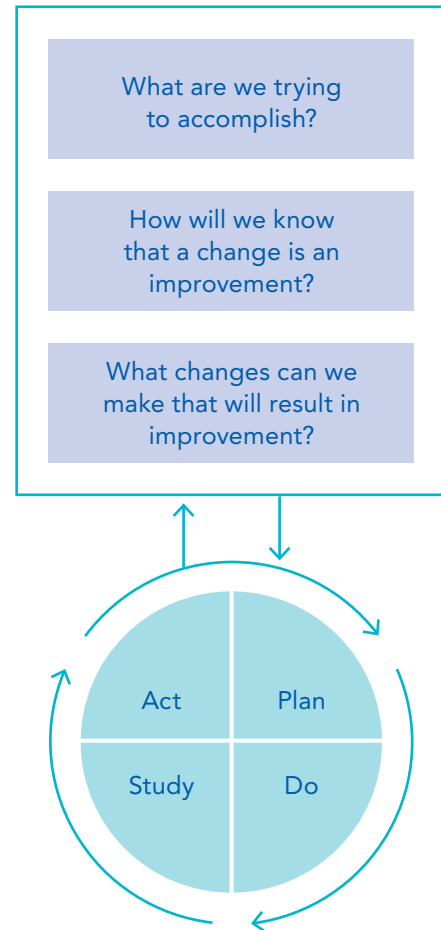 What are we trying
to accomplish?
How will we know
that a change is an
improvement?
What changes can we
make that will result in
improvement?
Act
Plan
Study
Do